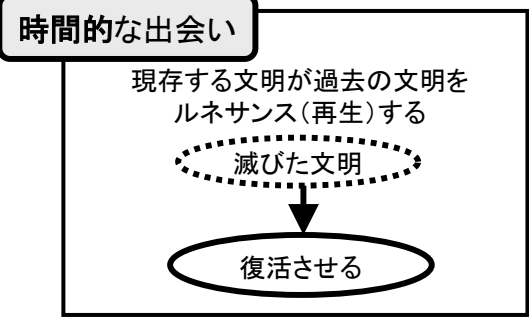 時間的な出会い
現存する文明が過去の文明を
ルネサンス(再生)する
滅びた文明
復活させる